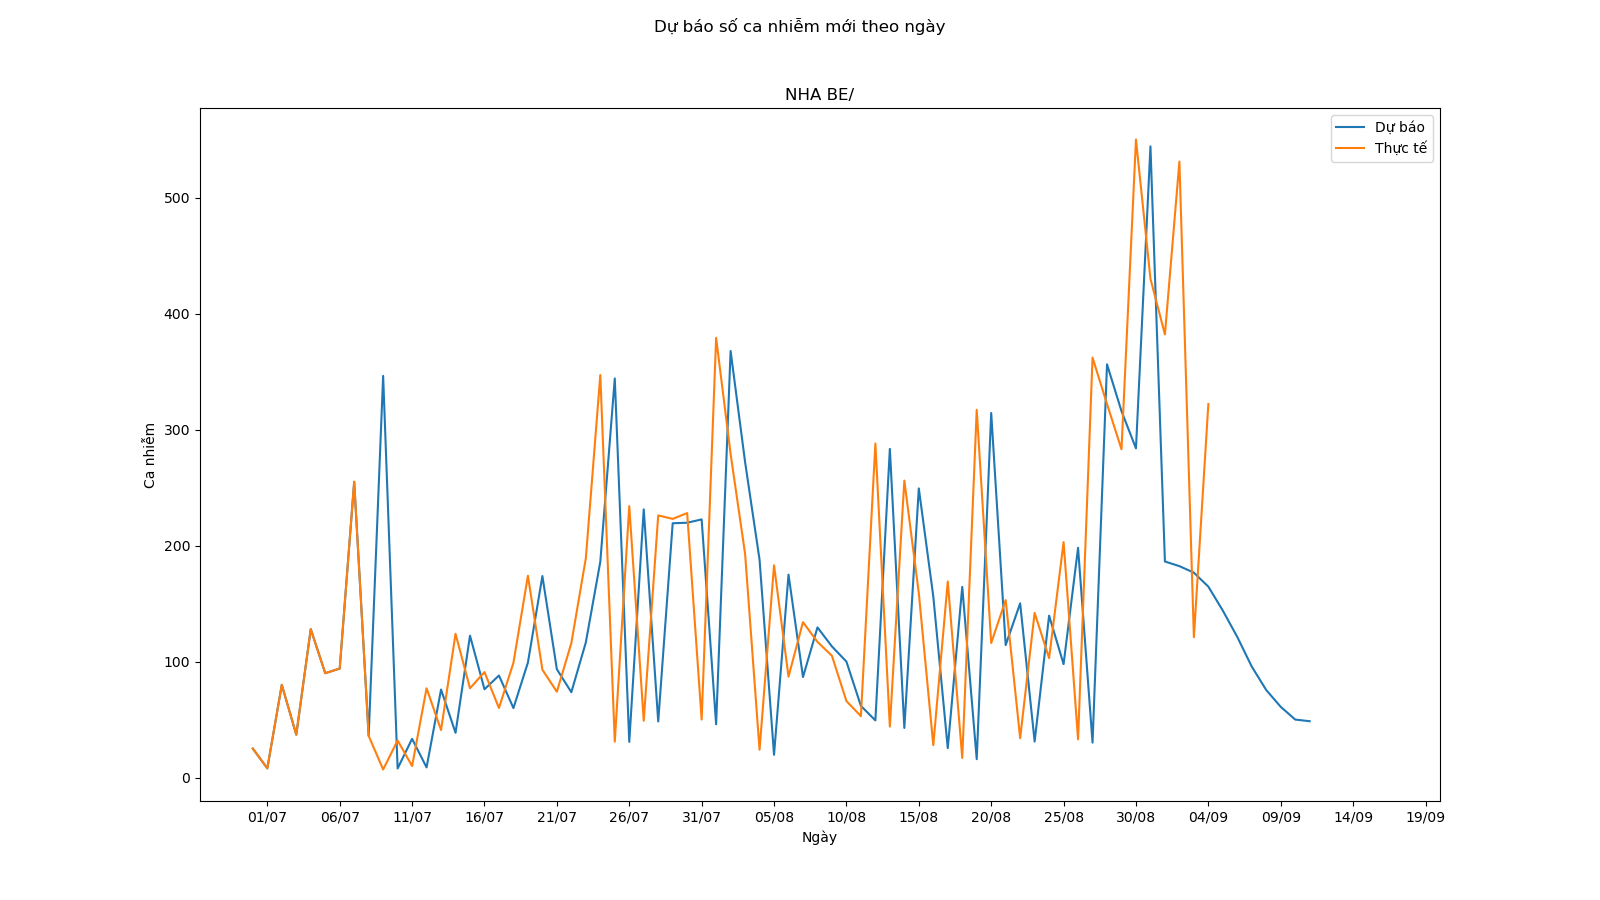 Dự báo số ca nhiễm mới theo ngày
NHA BE/
Dự báo
Thực tế
500
400
300
200
100
0
Ca nhiễm
01/07 06/07 11/07 16/07 21/07 26/07 31/07 05/08 10/08 15/08 20/08 25/08 30/08 04/09 09/09 14/09 19/09
Ngày